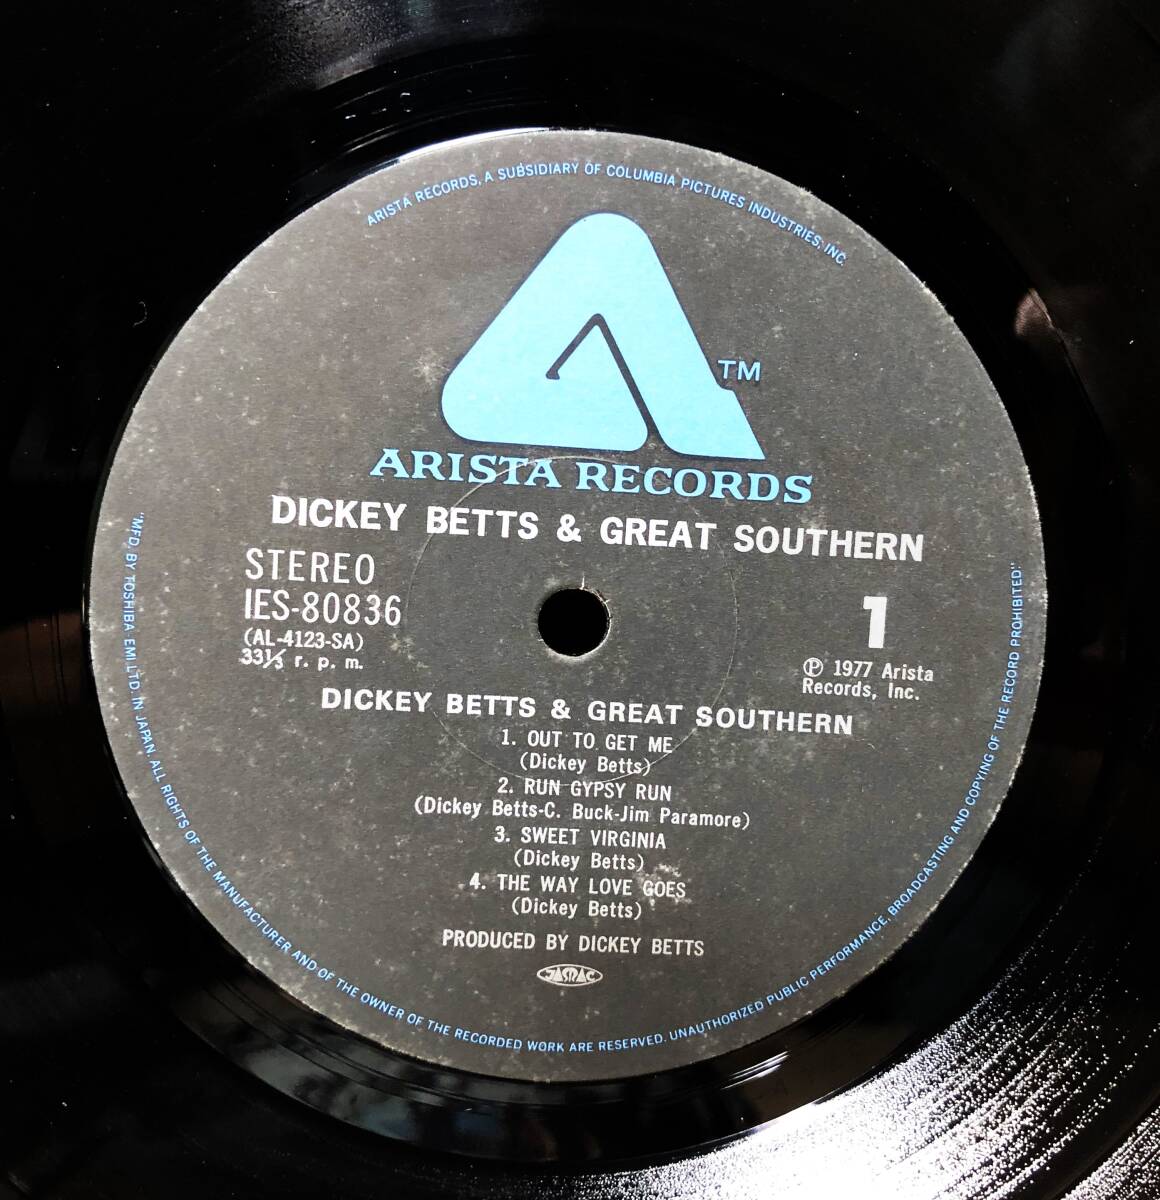 ARISTA RECORDS, A SUBSIDIARY OF COLUMBIA PICTURES INDUSTRIES, INC.
TM
ARISTA RECORDS
DICKEY BETTS & GREAT SOUTHERN
STEREO
IES-80836
(AL-4123-SA)
33⅓ r. p. m.
1
Ⓟ 1977 Arista
Records, Inc.
DICKEY BETTS & GREAT SOUTHERN
1. OUT TO GET ME
(Dickey Betts)
2. RUN GYPSY RUN
(Dickey Betts-C. Buck-Jim Paramore)
3. SWEET VIRGINIA
(Dickey Betts)
4. THE WAY LOVE GOES
(Dickey Betts)
PRODUCED BY DICKEY BETTS
JASRAC
"MFD. BY TOSHIBA-EMI LTD. IN JAPAN. ALL RIGHTS OF THE MANUFACTURER AND OF THE OWNER OF THE RECORDED WORK ARE RESERVED. UNAUTHORIZED PUBLIC PERFORMANCE, BROADCASTING AND COPYING OF THE RECORD PROHIBITED"